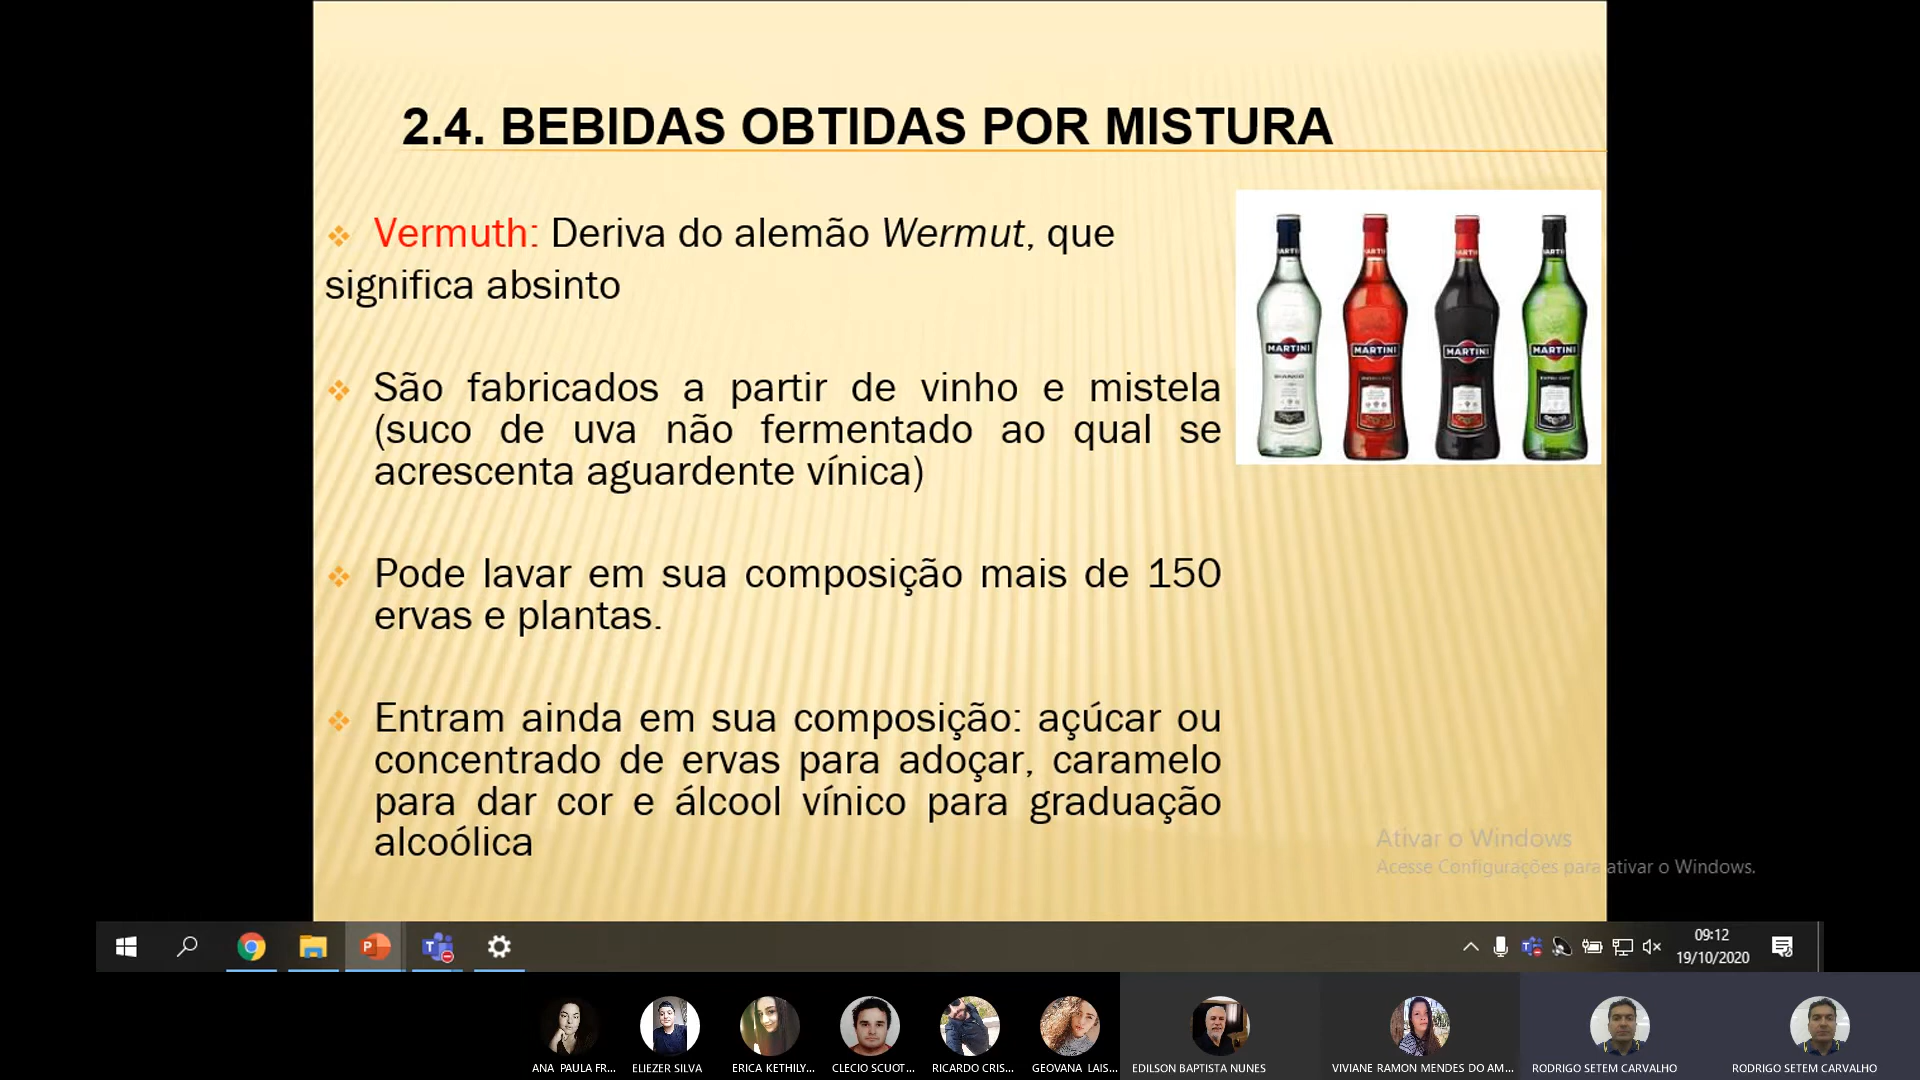 2.4. BEBIDAS OBTIDAS POR MISTURA
Vermuth: Deriva do alemão Wermut, que
significa absinto
São fabricados a partir de vinho e mistela
(suco de uva não fermentado ao qual se
acrescenta aguardente vínica)
Pode lavar em sua composição mais de 150
ervas e plantas.
Entram ainda em sua composição: açúcar ou
concentrado de ervas para adoçar, caramelo
para dar cor e álcool vínico para graduação
alcoólica
MARTINI MARTINI MARTINI MARTINI
MARTINI MARTINI MARTINI MARTINI
Ativar o Windows
Acesse Configurações para ativar o Windows.
09:12
19/10/2020
ANA PAULA FR... ELIEZER SILVA ERICA KETHILY... CLECIO SCUOT... RICARDO CRIS... GEOVANA LAIS... EDILSON BAPTISTA NUNES VIVIANE RAMON MENDES DO AM... RODRIGO SETEM CARVALHO RODRIGO SETEM CARVALHO